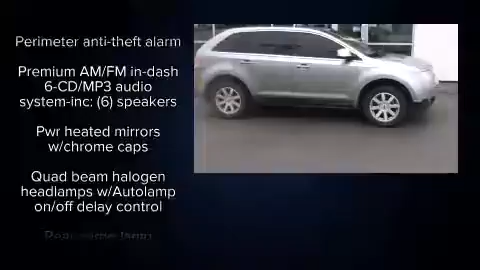 Perimeter anti-theft alarm
Premium AM/FM in-dash
6-CD/MP3 audio
system-inc: (6) speakers
Pwr heated mirrors
w/chrome caps
Quad beam halogen
headlamps w/Autolamp
on/off delay control